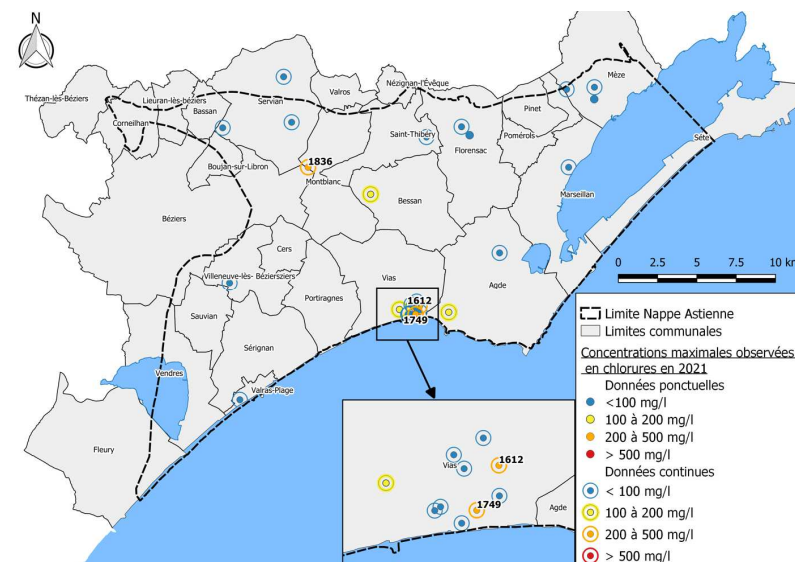 N
Mèze
Nézignan-l'Évêque
Thézan-lès-Béziers
Lieuran-lès-béziers
Servian
Valros
Bassan
Pinet
Corneilhan
Saint-Thibéry
Pomérols
Sète
Florensac
Boujan-sur-Libron
1836
Montblanc
Marseillan
Bessan
Béziers
Cers
Villeneuve-lès- Béziersziers
Vias
Agde
Portiragnes
0 2.5 5 7.5 10 km
1612
Sauvian
1749
Sérignan
Vendres
Valras-Plage
Fleury
Limite Nappe Astienne
Limites communales
Concentrations maximales observées
en chlorures en 2021
Données ponctuelles
<100 mg/l
100 à 200 mg/l
200 à 500 mg/l
> 500 mg/l
Données continues
< 100 mg/l
100 à 200 mg/l
200 à 500 mg/l
> 500 mg/l
1612
Vias
1749
Agde